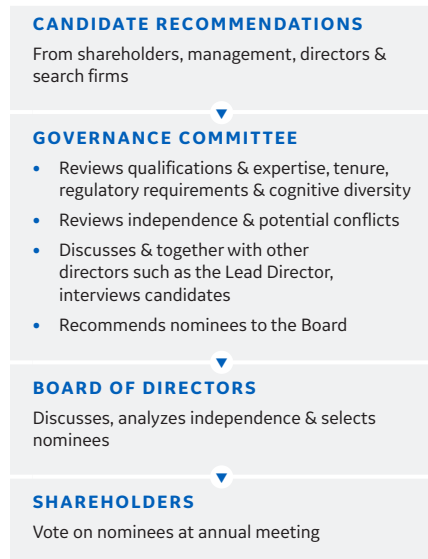 CANDIDATE RECOMMENDATIONS
From shareholders, management, directors &
search firms
GOVERNANCE COMMITTEE
• Reviews qualifications & expertise, tenure,
regulatory requirements & cognitive diversity
• Reviews independence & potential conflicts
• Discusses & together with other
directors such as the Lead Director,
interviews candidates
• Recommends nominees to the Board
BOARD OF DIRECTORS
Discusses, analyzes independence & selects
nominees
SHAREHOLDERS
Vote on nominees at annual meeting